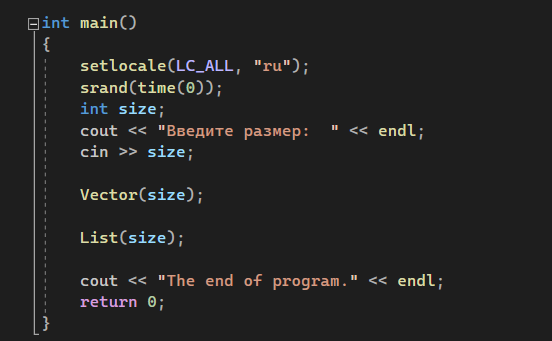 int main()
{
setlocale(LC_ALL, "ru");
srand(time(0));
int size;
cout << "Введите размер:  " << endl;
cin >> size;
Vector(size);
List(size);
cout << "The end of program." << endl;
return 0;
}